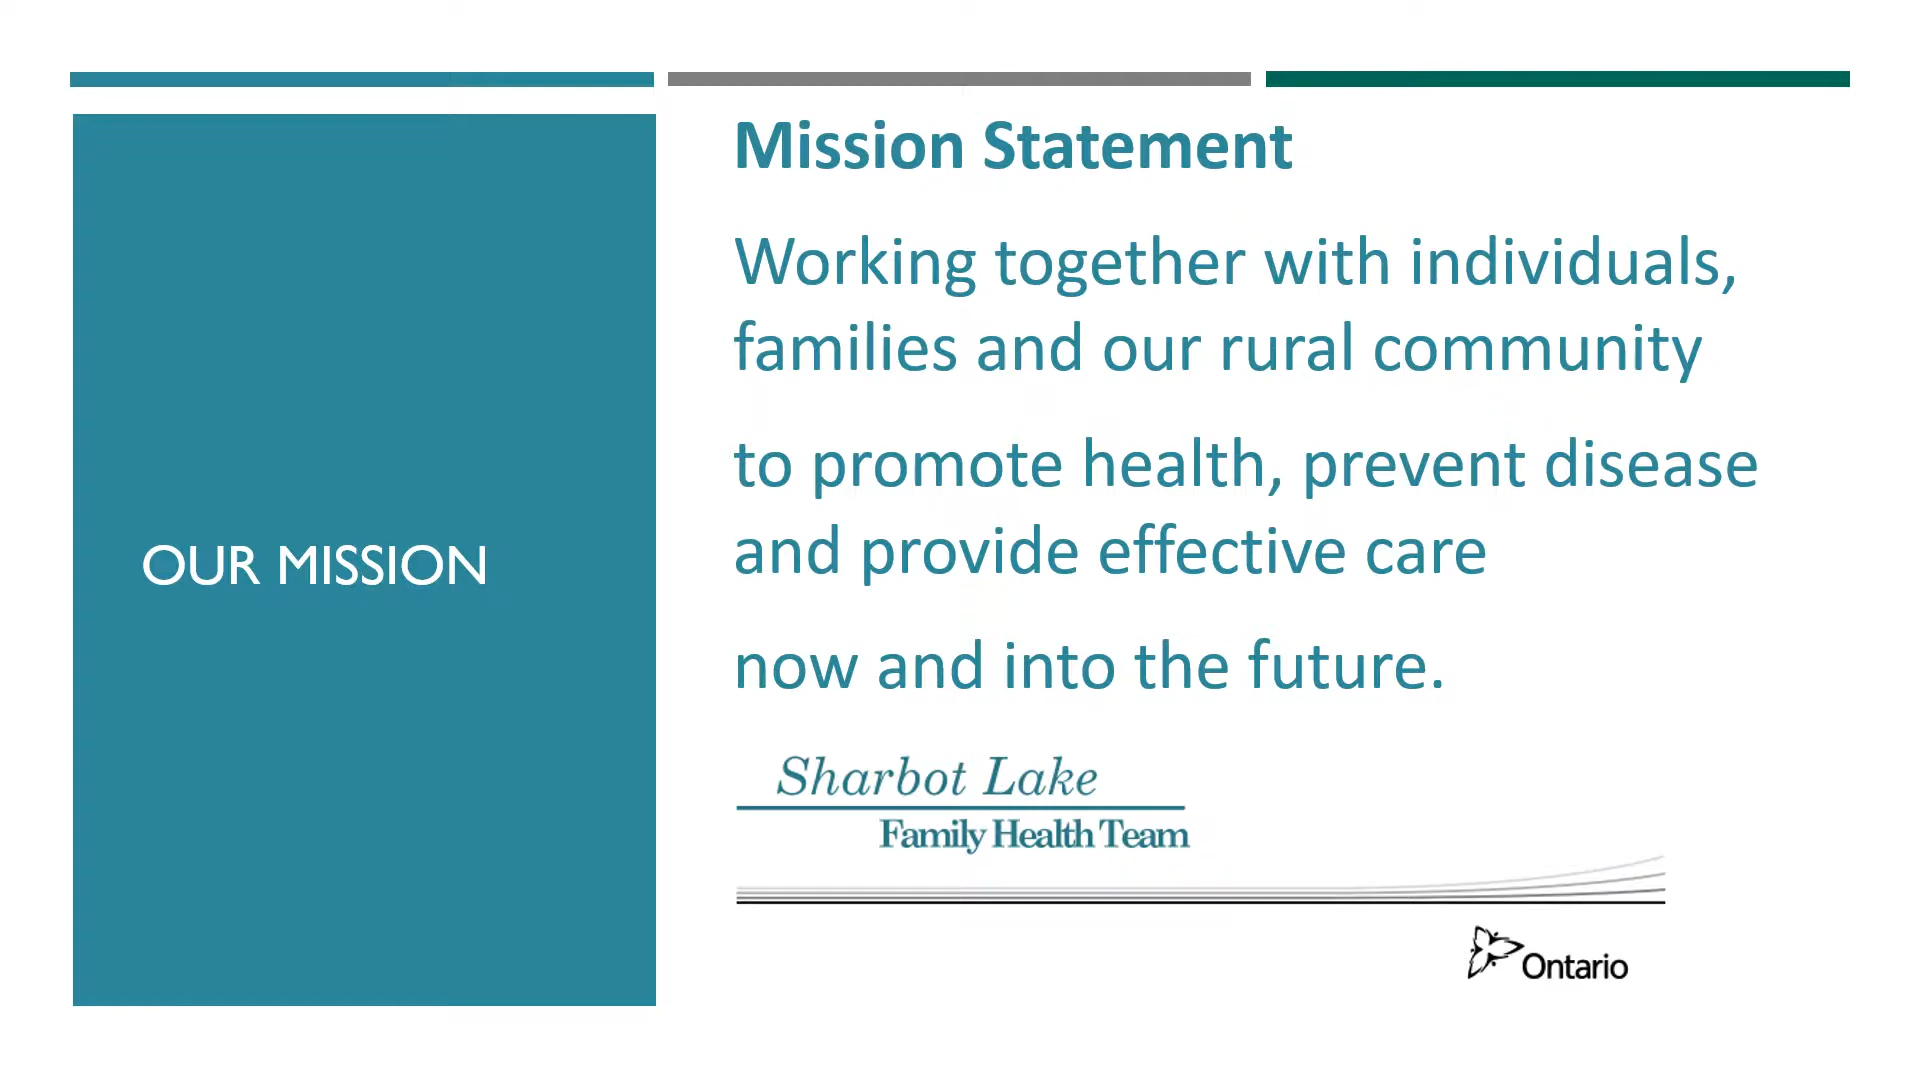 OUR MISSION
Mission Statement
Working together with individuals,
families and our rural community
to promote health, prevent disease
and provide effective care
now and into the future.
Sharbot Lake
Family Health Team
Ontario